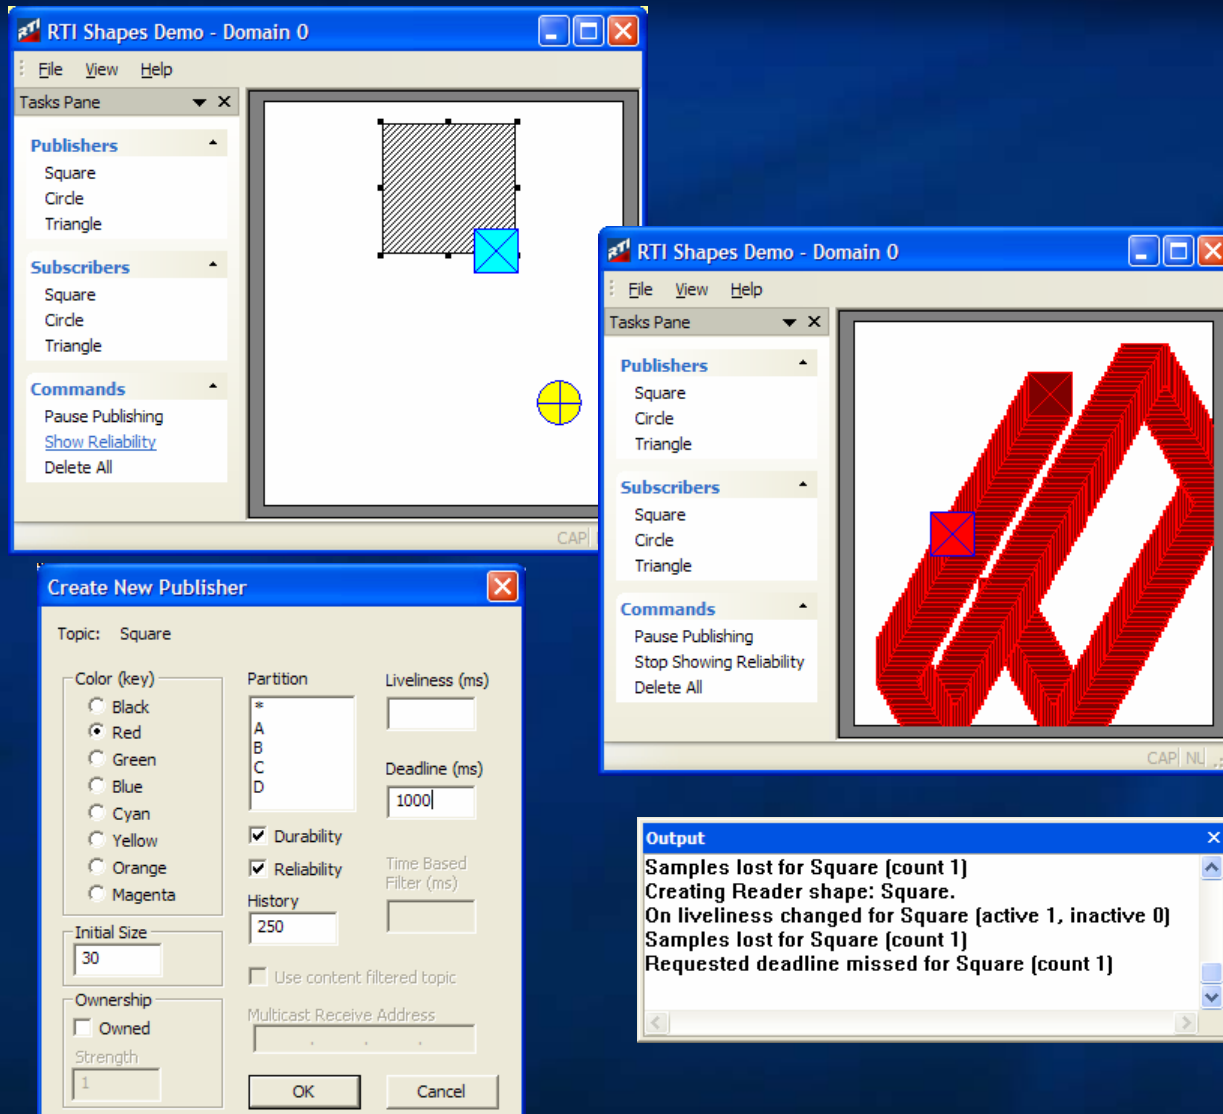 RTI RTI Shapes Demo - Domain 0
File View Help
Tasks Pane
Publishers
Square
Circle
Triangle
Subscribers
Square
Circle
Triangle
Commands
Pause Publishing
Show Reliability
Delete All
CAP
RTI RTI Shapes Demo - Domain 0
File View Help
Tasks Pane
Publishers
Square
Circle
Triangle
Subscribers
Square
Circle
Triangle
Commands
Pause Publishing
Stop Showing Reliability
Delete All
CAP NU
Create New Publisher
Topic: Square
Color (key)
Black
Red
Green
Blue
Cyan
Yellow
Orange
Magenta
Initial Size
30
Ownership
Owned
Strength
1
Partition
*
A
B
C
D
Durability
Reliability
History
250
Liveliness (ms)
Deadline (ms)
1000
Time Based
Filter (ms)
Use content filtered topic
Multicast Receive Address
. . .
OK Cancel
Output
Samples lost for Square (count 1)
Creating Reader shape: Square.
On liveliness changed for Square (active 1, inactive 0)
Samples lost for Square (count 1)
Requested deadline missed for Square (count 1)